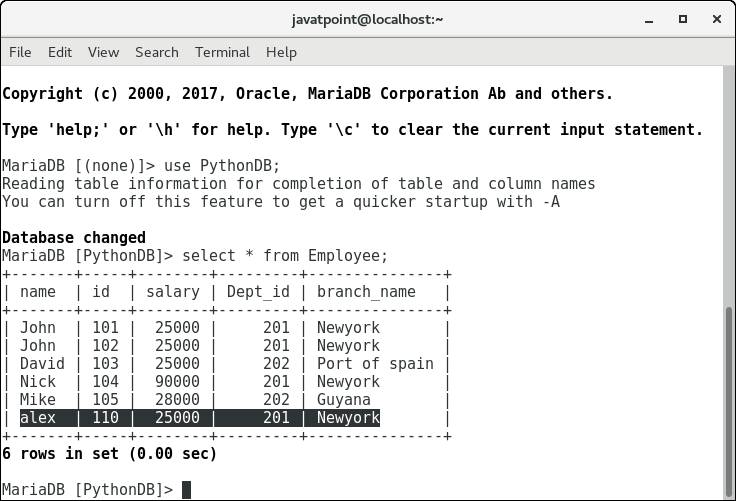 javatpoint@localhost:~
File Edit View Search Terminal Help
Copyright (c) 2000, 2017, Oracle, MariaDB Corporation Ab and others.
Type 'help;' or '\h' for help. Type '\c' to clear the current input statement.
MariaDB [(none)]> use PythonDB;
Reading table information for completion of table and column names
You can turn off this feature to get a quicker startup with -A
Database changed
MariaDB [PythonDB]> select * from Employee;
+-------+-----+--------+---------+---------------+
| name  | id  | salary | Dept_id | branch_name   |
+-------+-----+--------+---------+---------------+
| John  | 101 |  25000 |     201 | Newyork       |
| John  | 102 |  25000 |     201 | Newyork       |
| David | 103 |  25000 |     202 | Port of spain |
| Nick  | 104 |  90000 |     201 | Newyork       |
| Mike  | 105 |  28000 |     202 | Guyana        |
| alex  | 110 |  25000 |     201 | Newyork       |
+-------+-----+--------+---------+---------------+
6 rows in set (0.00 sec)
MariaDB [PythonDB]>